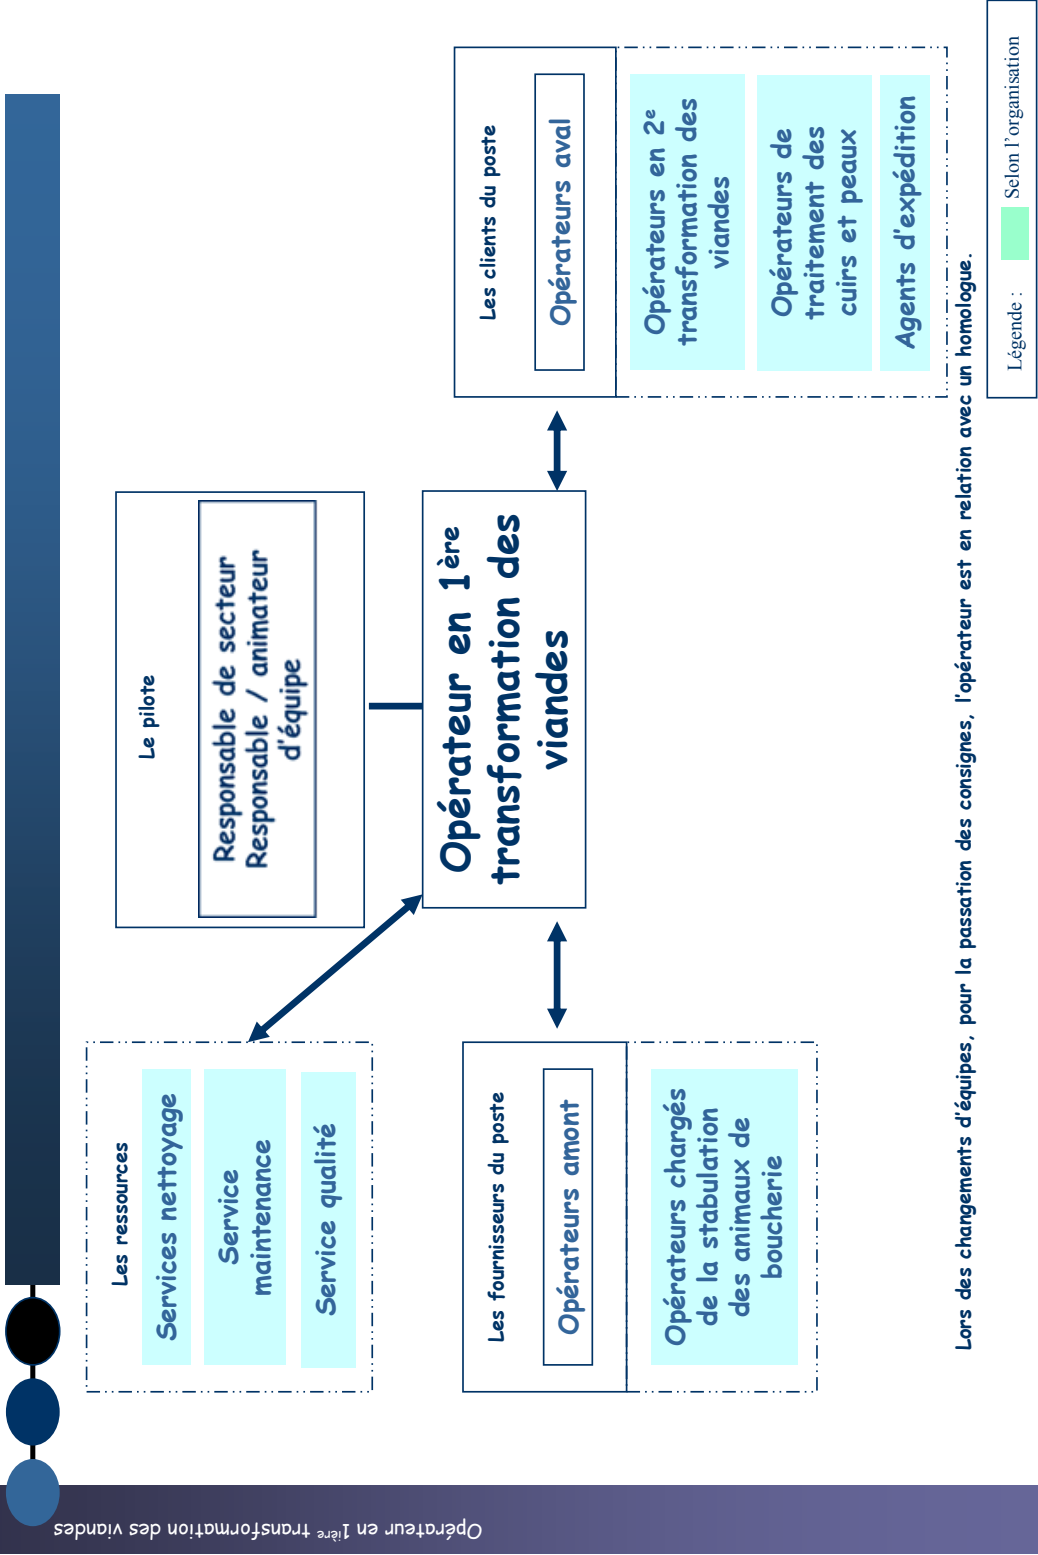 Opérateur en 1ière transformation des viandes
Le pilote
Responsable de secteur
Responsable / animateur
d'équipe
Les ressources
Services nettoyage
Service
maintenance
Service qualité
Opérateur en 1ère
transformation des
viandes
Les fournisseurs du poste
Opérateurs amont
Opérateurs chargés
de la stabulation
des animaux de
boucherie
Les clients du poste
Opérateurs aval
Opérateurs en 2e
transformation des
viandes
Opérateurs de
traitement des
cuirs et peaux
Agents d'expédition
Lors des changements d'équipes, pour la passation des consignes, l'opérateur est en relation avec un homologue.
Légende : Selon l'organisation